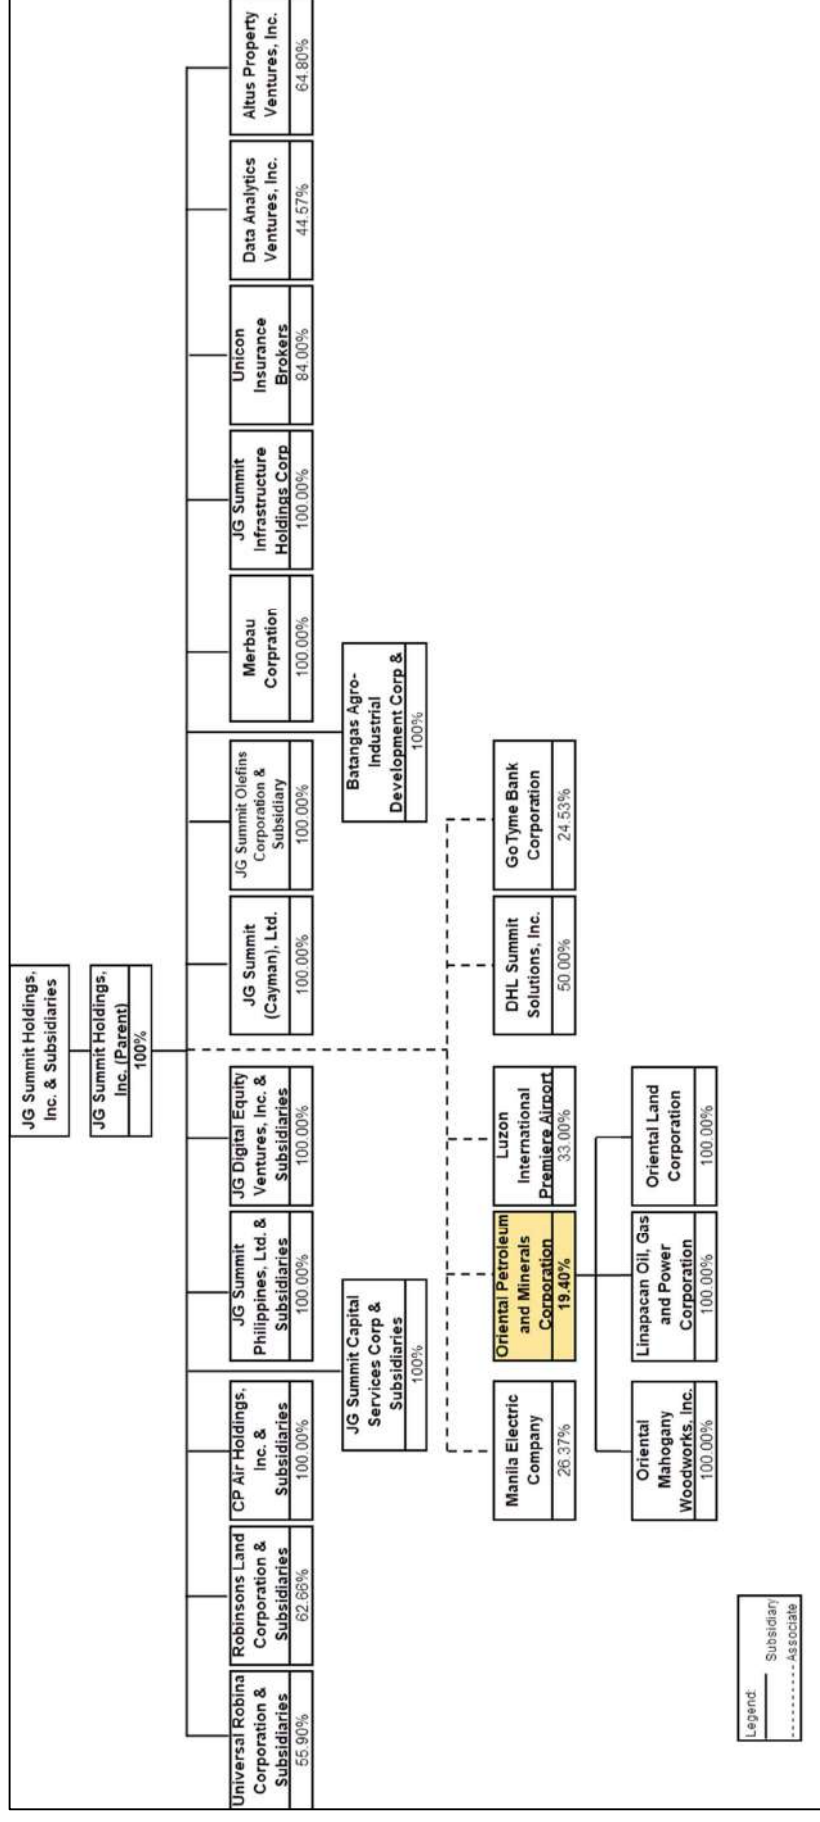 JG Summit Holdings,
Inc. & Subsidiaries
JG Summit Holdings,
Inc. (Parent)
100%
Universal Robina
Corporation &
Subsidiaries
55.90%
Robinsons Land
Corporation &
Subsidiaries
62.66%
CP Air Holdings,
Inc. &
Subsidiaries
100.00%
JG Summit
Philippines, Ltd. &
Subsidiaries
100.00%
JG Digital Equity
Ventures, Inc. &
Subsidiaries
100.00%
JG Summit
(Cayman), Ltd.
100.00%
JG Summit Olefins
Corporation &
Subsidiary
100.00%
Merbau
Corpration
100.00%
JG Summit
Infrastructure
Holdings Corp
100.00%
Unicon
Insurance
Brokers
84.00%
Data Analytics
Ventures, Inc.
44.57%
Altus Property
Ventures, Inc.
64.80%
JG Summit Capital
Services Corp &
Subsidiaries
100%
Batangas Agro-
Industrial
Development Corp &
100%
Manila Electric
Company
26.37%
Oriental Petroleum
and Minerals
Corporation
19.40%
Luzon
International
Premiere Airport
33.00%
DHL Summit
Solutions, Inc.
50.00%
GoTyme Bank
Corporation
24.53%
Oriental
Mahogany
Woodworks, Inc.
100.00%
Linapacan Oil, Gas
and Power
Corporation
100.00%
Oriental Land
Corporation
100.00%
Legend:
Subsidiary
Associate